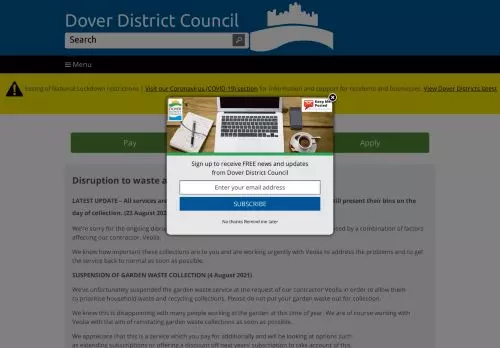 Dover District Council
Search
≡ Menu
Easing of National Lockdown restrictions | Visit our Coronavirus (COVID-19) section for information and support for residents and businesses. View Dover Districts latest
Pay
Apply
Keep Me Posted
Sign up to receive FREE news and updates
from Dover District Council
Enter your email address
SUBSCRIBE
No thanks Remind me later
Disruption to waste a
LATEST UPDATE - All services are
ill present their bins on the
day of collection. (23 August 202
We're sorry for the ongoing disru
sed by a combination of factors
affecting our contractor, Veolia.
We know how important these collections are to you and are working urgently with Veolia to address the problems and to get
the service back to normal as soon as possible.
SUSPENSION OF GARDEN WASTE COLLECTION (4 August 2021)
We've unfortunately suspended the garden waste service at the request of our contractor Veolia in order to allow them
to prioritise household waste and recycling collections. Please do not put your garden waste out for collection.
We know this is disappointing with many people working at the garden at this time of year. We are of course working with
Veolia with the aim of reinstating garden waste collections as soon as possible.
We appreciate that this is a service which you pay for additionally and will be looking at options such
as extending subscriptions or offering a discount off next years' subscription to take account of this.